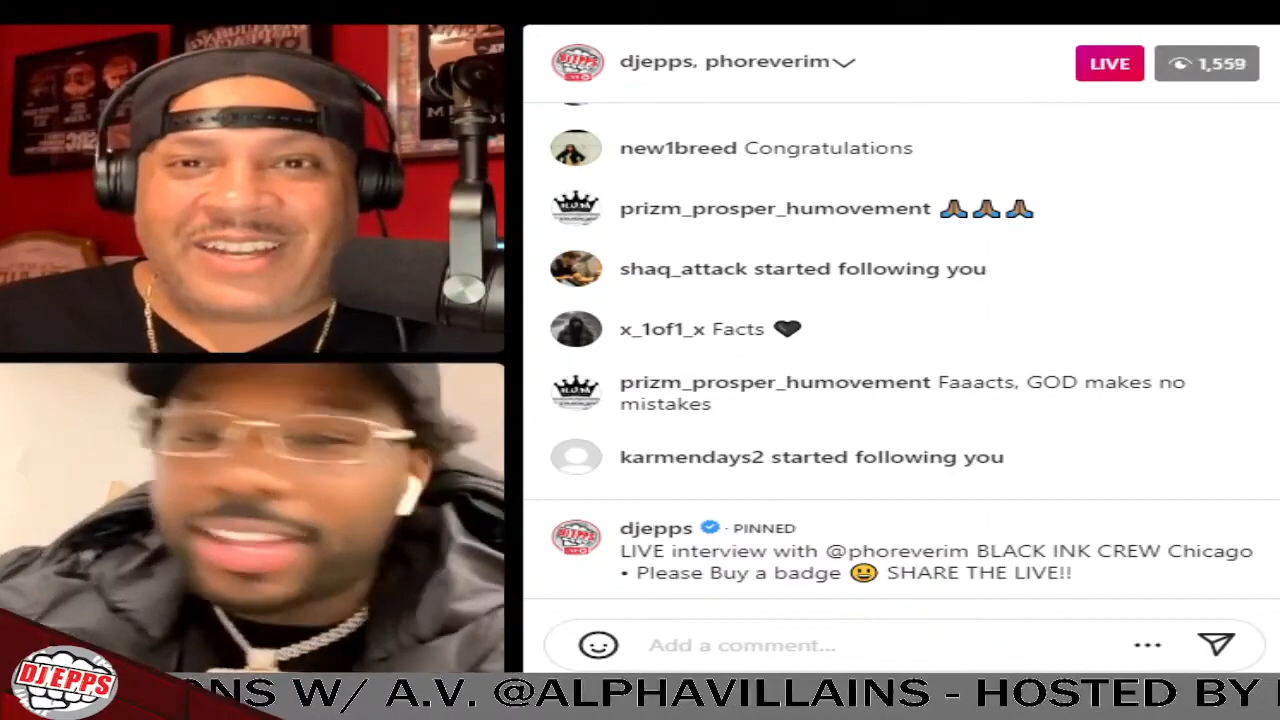 djepps, phoreverim
LIVE
1,559
new1breed Congratulations
prizm_prosper_humovement 🙏🏽🙏🏽🙏🏽
shaq_attack started following you
x_1of1_x Facts 🖤
prizm_prosper_humovement Faaacts, GOD makes no
mistakes
karmendays2 started following you
djepps · PINNED
LIVE interview with @phoreverim BLACK INK CREW Chicago
• Please Buy a badge 😀 SHARE THE LIVE!!
Add a comment...
DJ EPPS
ONS W/ A.V. @ALPHAVILLAINS - HOSTED BY